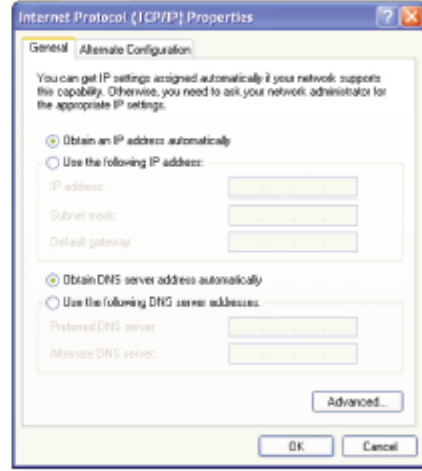 Internet Protocol (TCP/IP) Properties
General
Alternate Configuration
You can get IP settings assigned automatically if your network supports
this capability. Otherwise, you need to ask your network administrator for
the appropriate IP settings.
Obtain an IP address automatically
Use the following IP address:
IP address:
Subnet mask:
Default gateway:
Obtain DNS server address automatically
Use the following DNS server addresses:
Preferred DNS server:
Alternate DNS server:
Advanced...
OK
Cancel